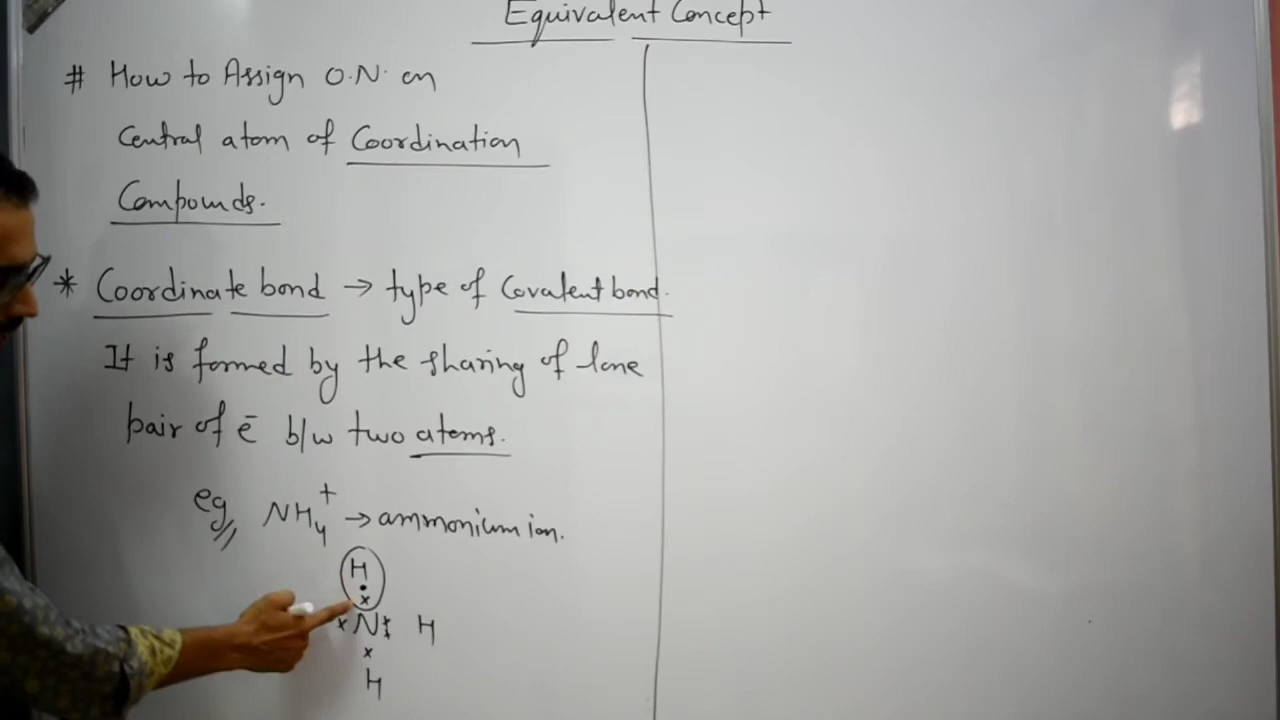 Equivalent Concept
# How to Assign O.N. on
Central atom of Coordination
Compounds.
* Coordinate bond → type of Covalent bond.
It is formed by the sharing of lone
pair of ē b/w two atoms.
eg NH₄⁺ → ammonium ion.
H
N H
H